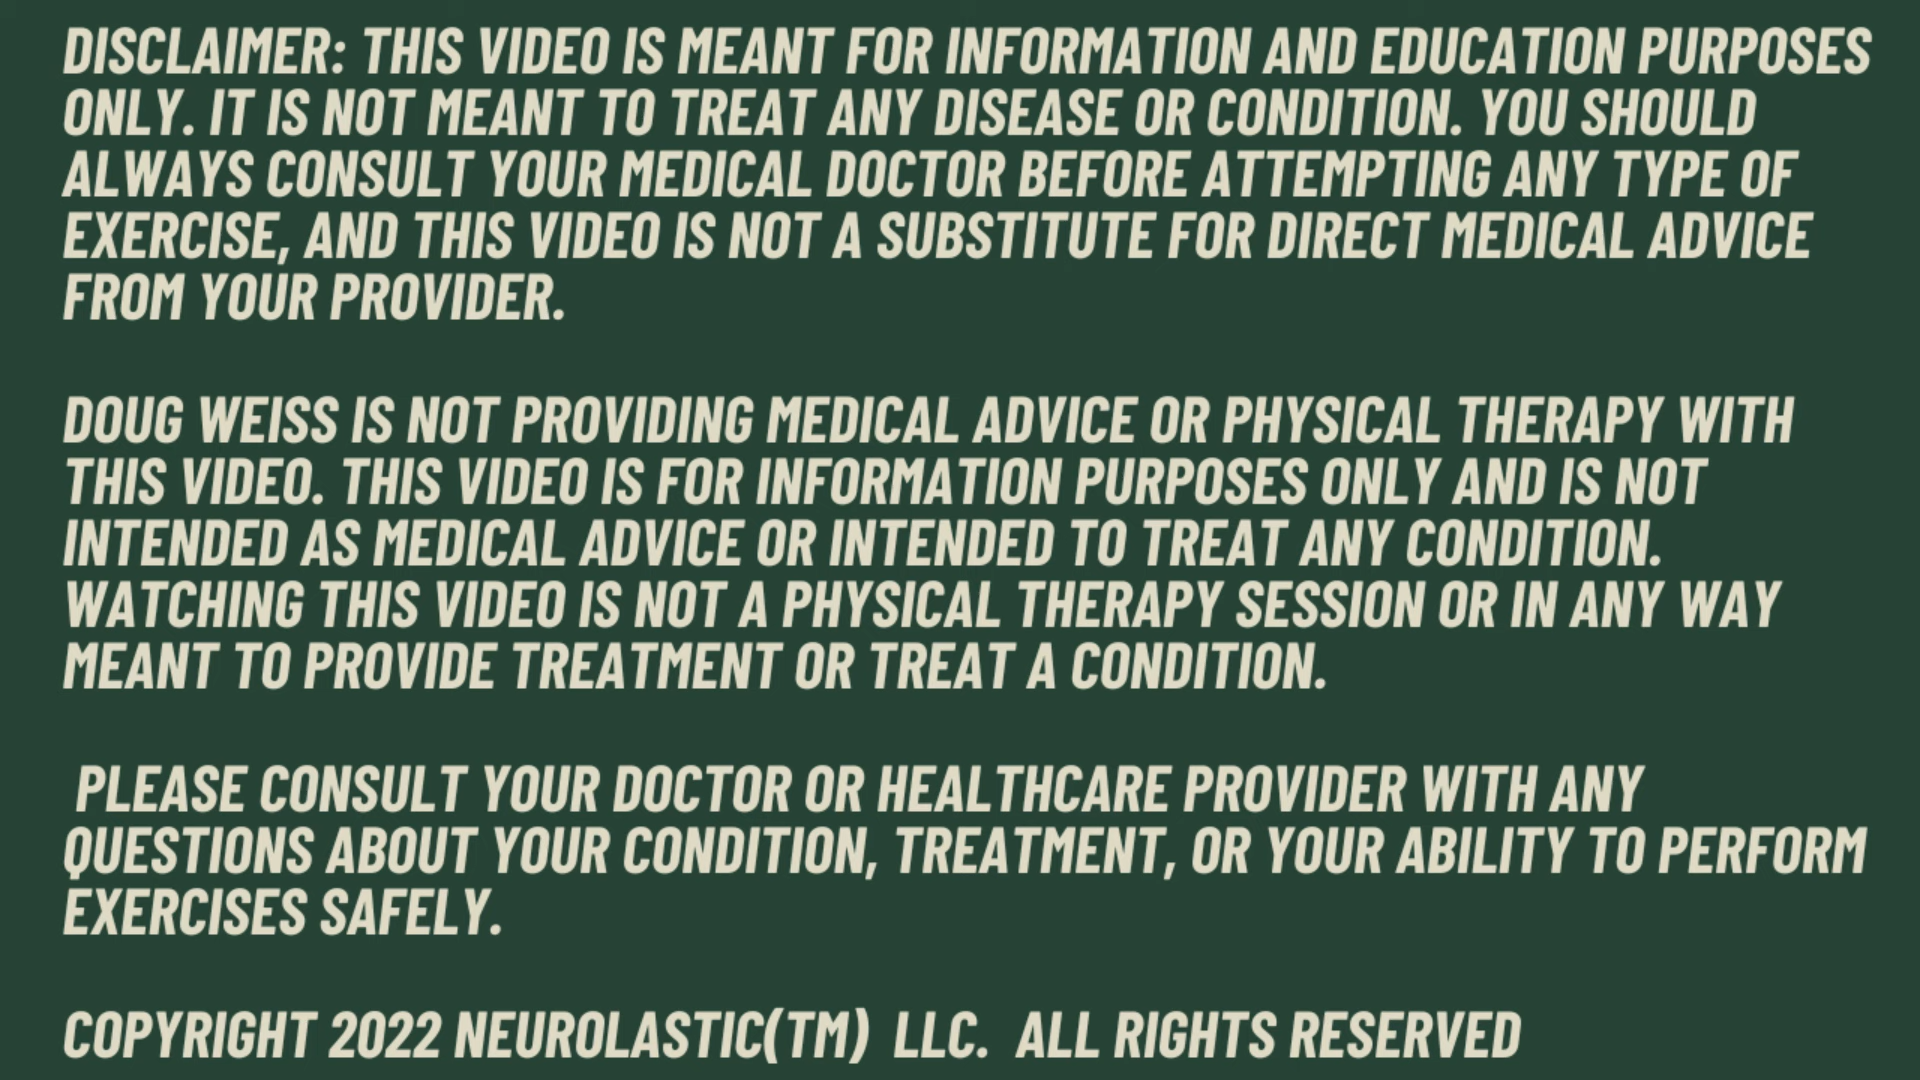 DISCLAIMER: THIS VIDEO IS MEANT FOR INFORMATION AND EDUCATION PURPOSES
ONLY. IT IS NOT MEANT TO TREAT ANY DISEASE OR CONDITION. YOU SHOULD
ALWAYS CONSULT YOUR MEDICAL DOCTOR BEFORE ATTEMPTING ANY TYPE OF
EXERCISE, AND THIS VIDEO IS NOT A SUBSTITUTE FOR DIRECT MEDICAL ADVICE
FROM YOUR PROVIDER.
DOUG WEISS IS NOT PROVIDING MEDICAL ADVICE OR PHYSICAL THERAPY WITH
THIS VIDEO. THIS VIDEO IS FOR INFORMATION PURPOSES ONLY AND IS NOT
INTENDED AS MEDICAL ADVICE OR INTENDED TO TREAT ANY CONDITION.
WATCHING THIS VIDEO IS NOT A PHYSICAL THERAPY SESSION OR IN ANY WAY
MEANT TO PROVIDE TREATMENT OR TREAT A CONDITION.
PLEASE CONSULT YOUR DOCTOR OR HEALTHCARE PROVIDER WITH ANY
QUESTIONS ABOUT YOUR CONDITION, TREATMENT, OR YOUR ABILITY TO PERFORM
EXERCISES SAFELY.
COPYRIGHT 2022 NEUROLASTIC(TM) LLC. ALL RIGHTS RESERVED